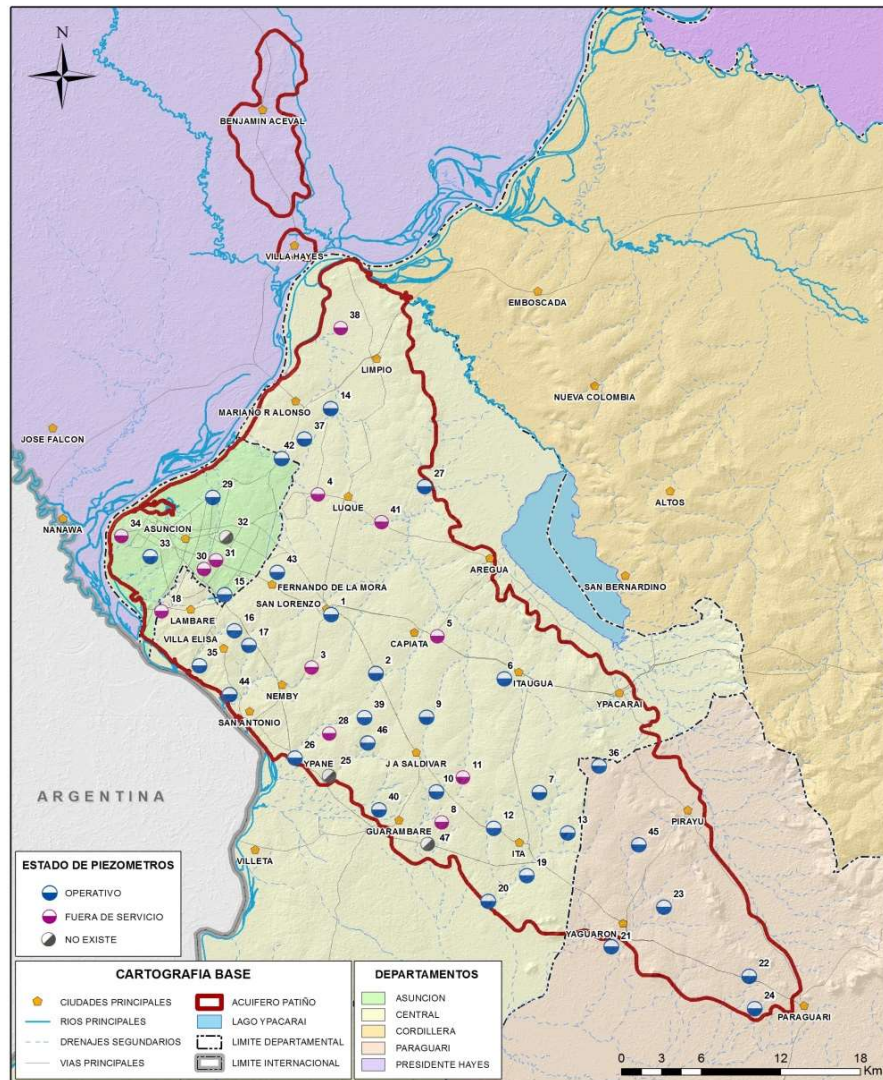 N
BENJAMIN ACEVAL
VILLA HAYES
EMBOSCADA
38
LIMPIO
NUEVA COLOMBIA
14
MARIANO R ALONSO
37
JOSE FALCON
42
27
29
4
LUQUE
ALTOS
41
NANAWA
34
ASUNCION
32
33
30
31
43
AREGUA
SAN BERNARDINO
FERNANDO DE LA MORA
15
18
SAN LORENZO
1
LAMBARE
16
VILLA ELISA
17
CAPIATA
5
35
3
2
6
ITAUGUA
NEMBY
YPACARAI
44
39
9
SAN ANTONIO
28
46
26
YPANE
25
J A SALDIVAR
36
11
ARGENTINA
10
7
40
8
PIRAYU
GUARAMBARE
12
13
47
ITA
45
VILLETA
19
20
23
YAGUARON
21
22
24
PARAGUARI
ESTADO DE PIEZOMETROS
OPERATIVO
FUERA DE SERVICIO
NO EXISTE
CARTOGRAFIA BASE
CIUDADES PRINCIPALES
RIOS PRINCIPALES
DRENAJES SEGUNDARIOS
VIAS PRINCIPALES
ACUIFERO PATIÑO
LAGO YPACARAI
LIMITE DEPARTAMENTAL
LIMITE INTERNACIONAL
DEPARTAMENTOS
ASUNCION
CENTRAL
CORDILLERA
PARAGUARI
PRESIDENTE HAYES
0 3 6 12 18
Km